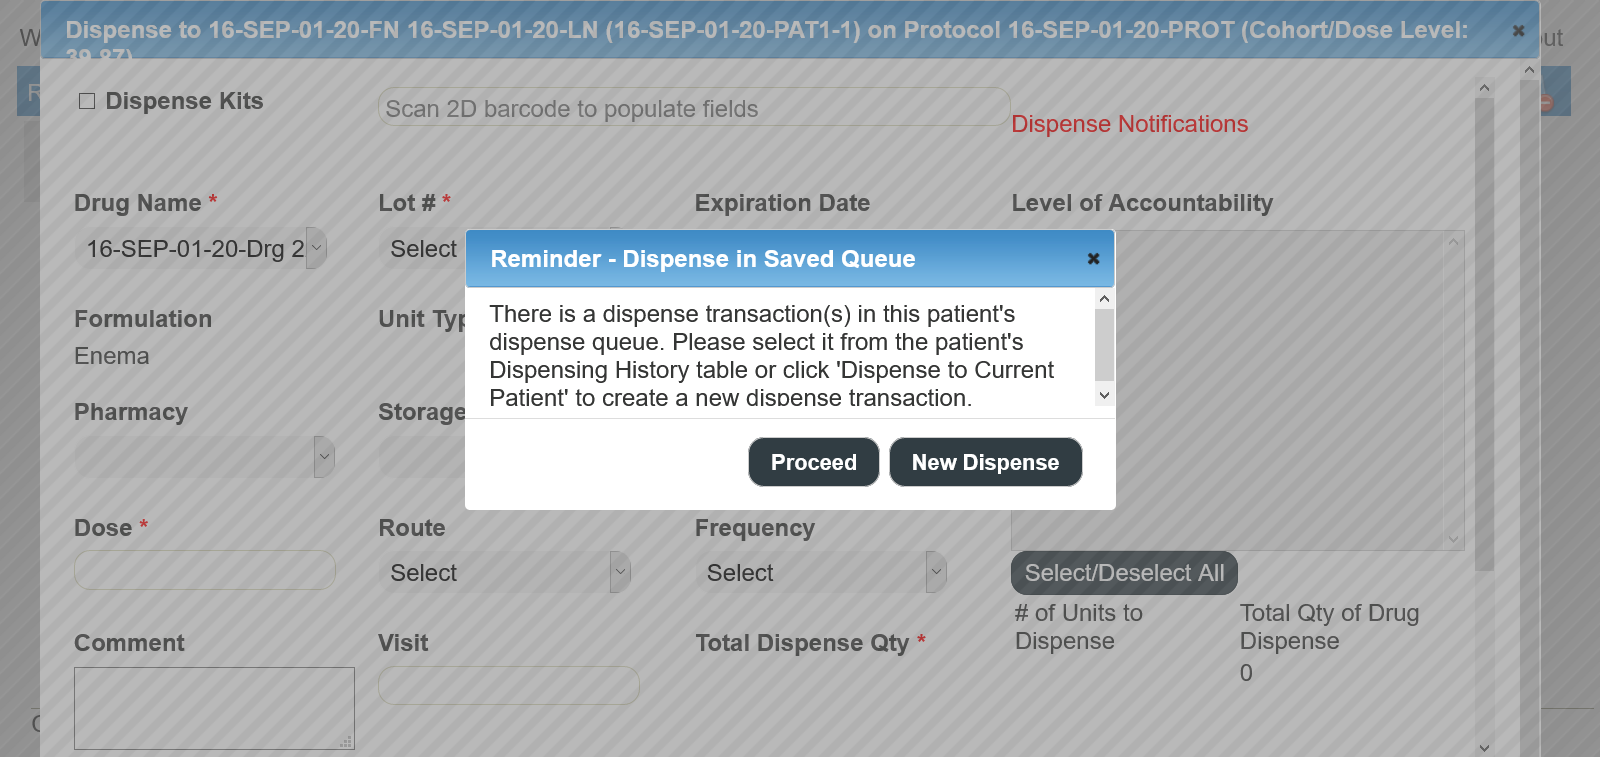 Dispense to 16-SEP-01-20-FN 16-SEP-01-20-LN (16-SEP-01-20-PAT1-1) on Protocol 16-SEP-01-20-PROT (Cohort/Dose Level:
39.87)
Dispense Kits
Scan 2D barcode to populate fields
Dispense Notifications
Drug Name *
Lot # *
Expiration Date
Level of Accountability
16-SEP-01-20-Drg 2
Select
Reminder - Dispense in Saved Queue
There is a dispense transaction(s) in this patient's
dispense queue. Please select it from the patient's
Dispensing History table or click 'Dispense to Current
Patient' to create a new dispense transaction.
Proceed
New Dispense
Formulation
Unit Typ
Enema
Pharmacy
Storage
Dose *
Route
Frequency
Select
Select
Select/Deselect All
# of Units to
Dispense
Total Qty of Drug
Dispense
0
Comment
Visit
Total Dispense Qty *